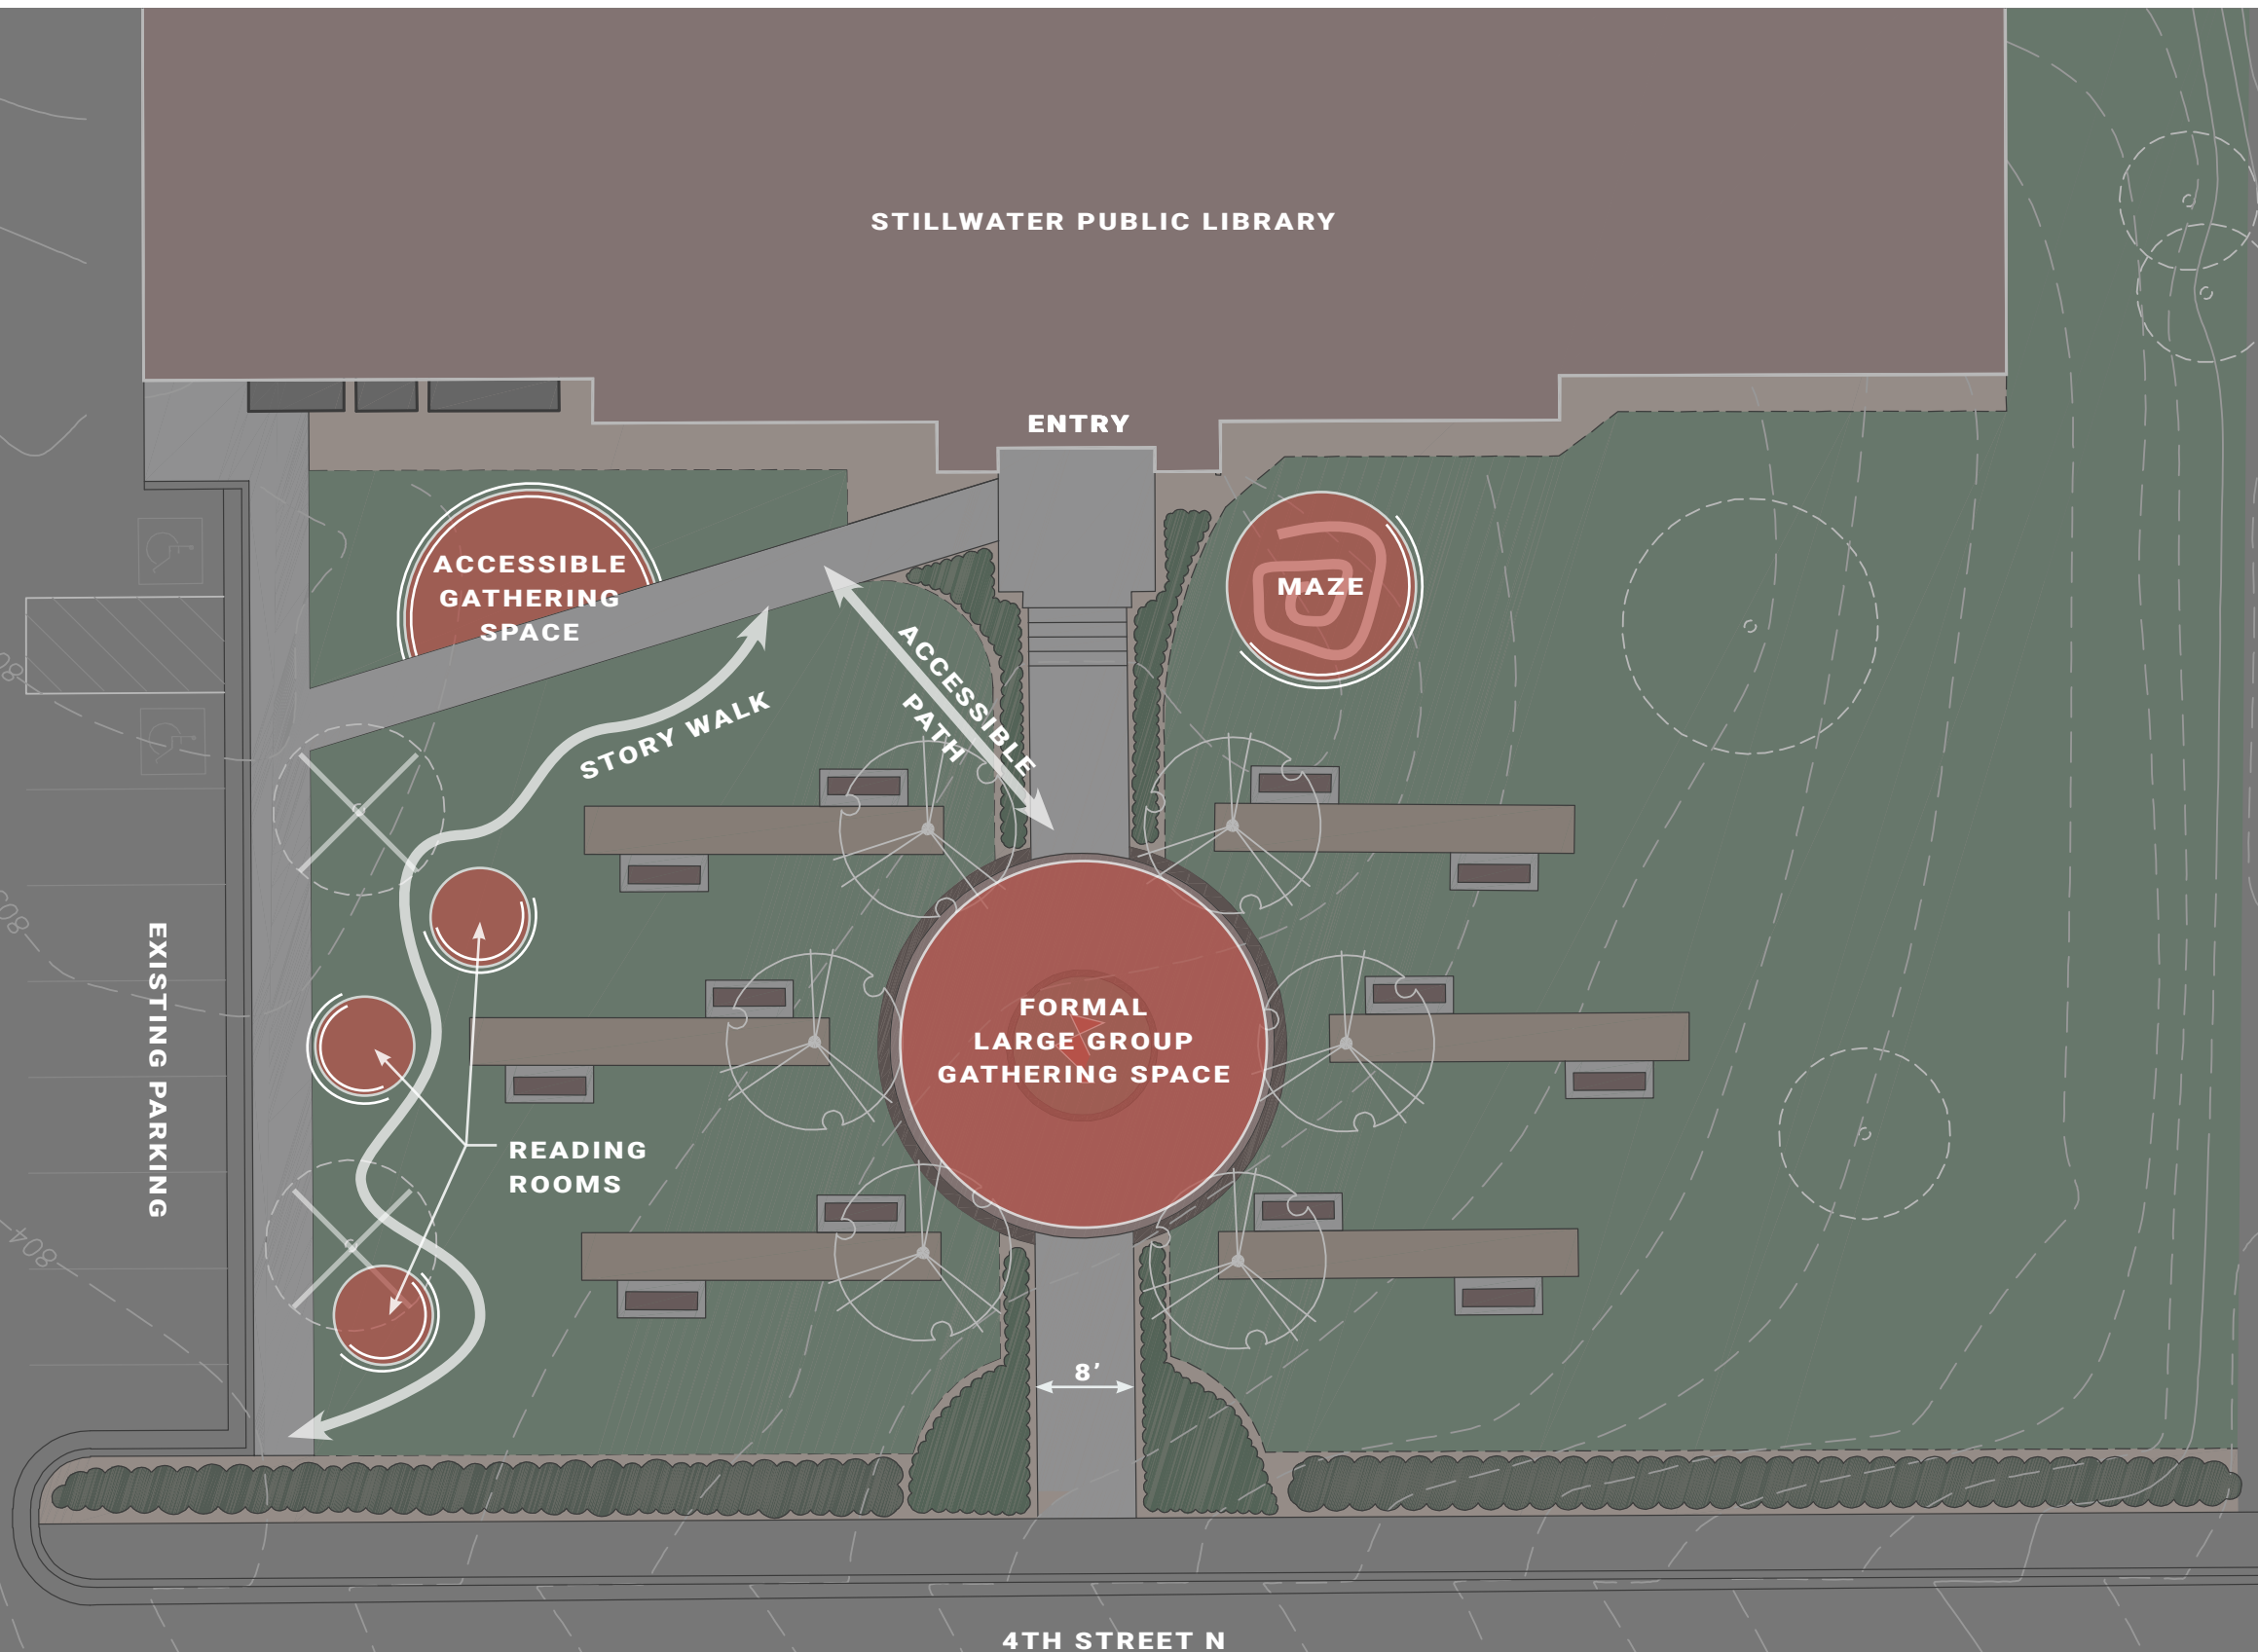 STILLWATER PUBLIC LIBRARY
ENTRY
ACCESSIBLE
GATHERING
SPACE
MAZE
ACCESSIBLE
PATH
STORY WALK
EXISTING PARKING
FORMAL
LARGE GROUP
GATHERING SPACE
READING
ROOMS
8’
4TH STREET N